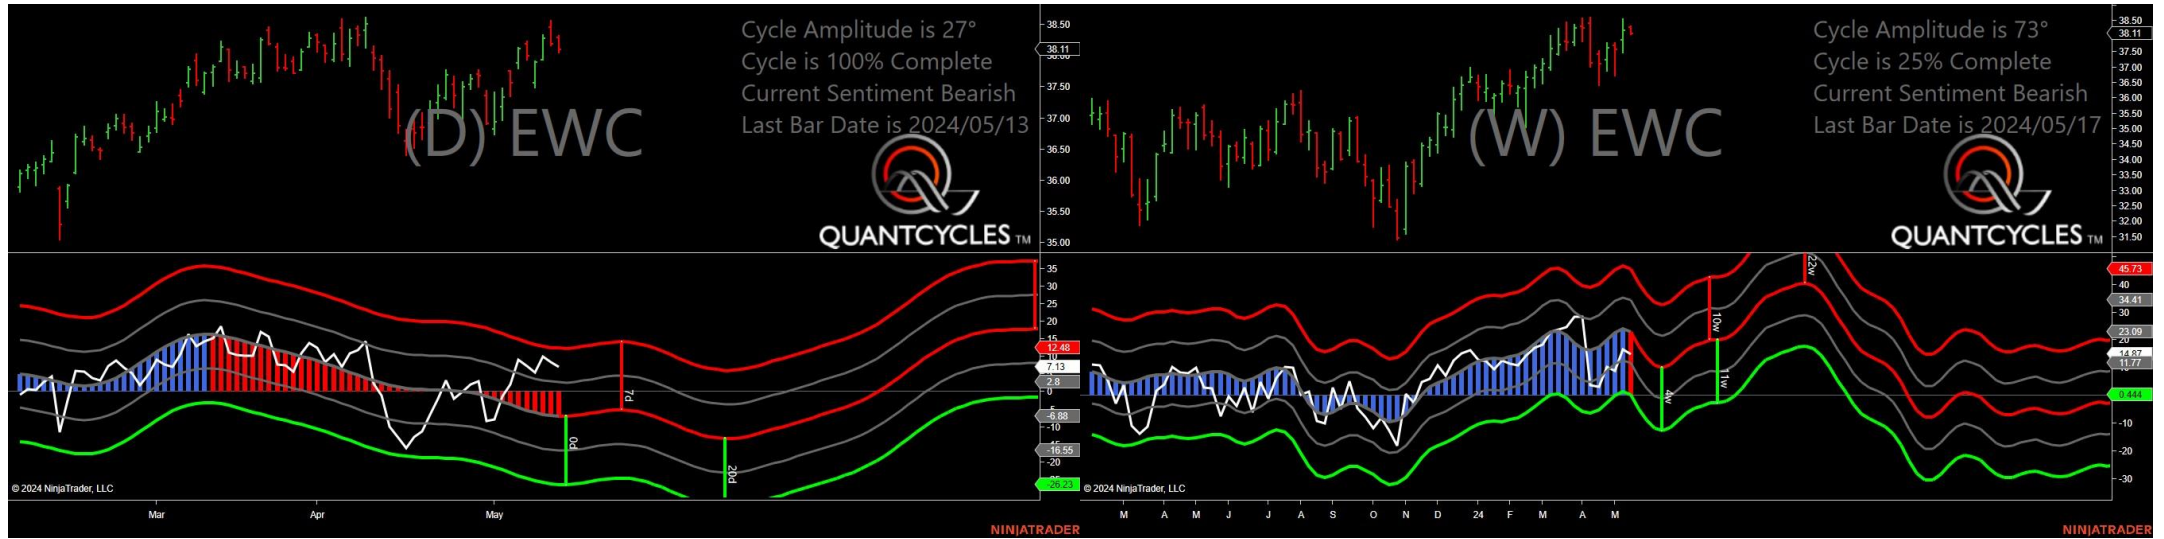 Cycle Amplitude is 27°
Cycle is 100% Complete
Current Sentiment Bearish
Last Bar Date is 2024/05/13
(D) EWC
QUANTCYCLES TM
38.50
38.11
38.00
37.50
37.00
36.50
36.00
35.50
35.00
35
30
25
20
15
12.48
7.13
2.8
0
-6.88
-10
-16.55
-20
-26.23
7d
0d
20d
© 2024 NinjaTrader, LLC
Mar Apr May
NINJATRADER
Cycle Amplitude is 73°
Cycle is 25% Complete
Current Sentiment Bearish
Last Bar Date is 2024/05/17
(W) EWC
QUANTCYCLES TM
38.50
38.11
37.50
37.00
36.50
36.00
35.50
35.00
34.50
34.00
33.50
33.00
32.50
32.00
31.50
45.73
40
34.41
30
23.09
14.87
11.77
0.444
-10
-20
-30
22w
10w
11w
4w
© 2024 NinjaTrader, LLC
M A M J J A S O N D 24 F M A M
NINJATRADER